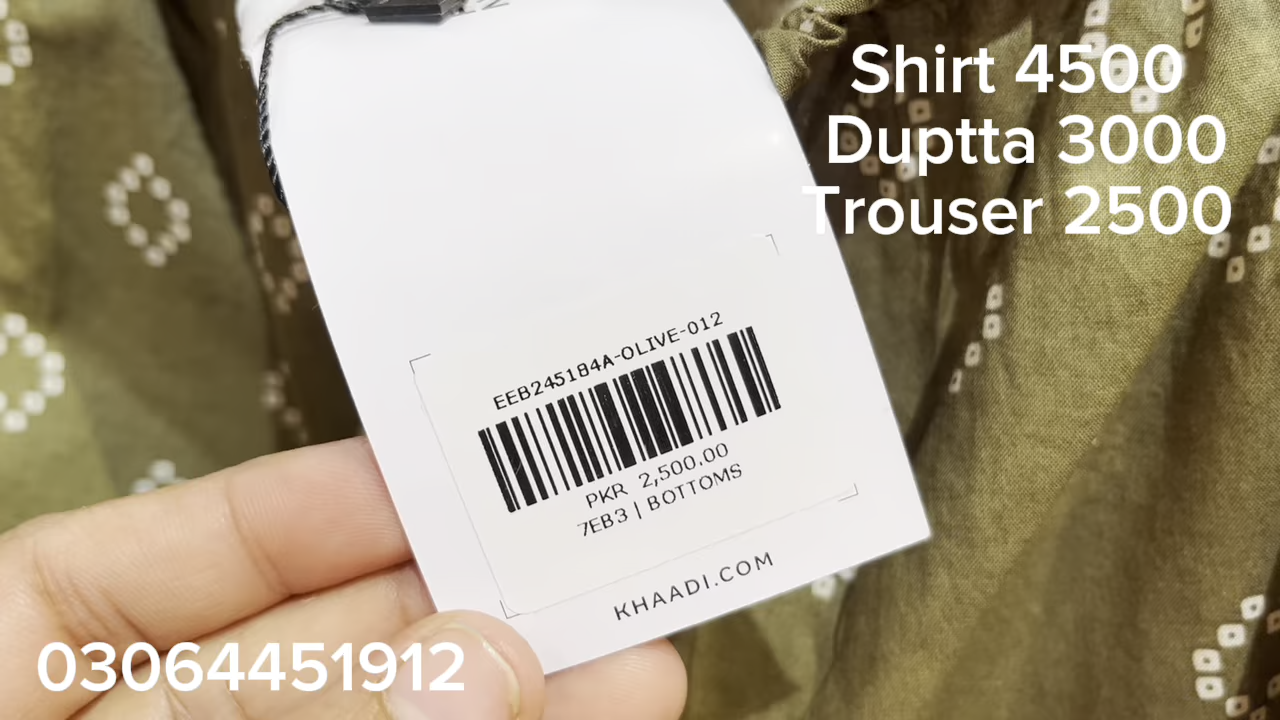 Shirt 4500
Duptta 3000
Trouser 2500
EEB245184A-OLIVE-012
PKR 2,500.00
7EB3 | BOTTOMS
KHAADI.COM
03064451912